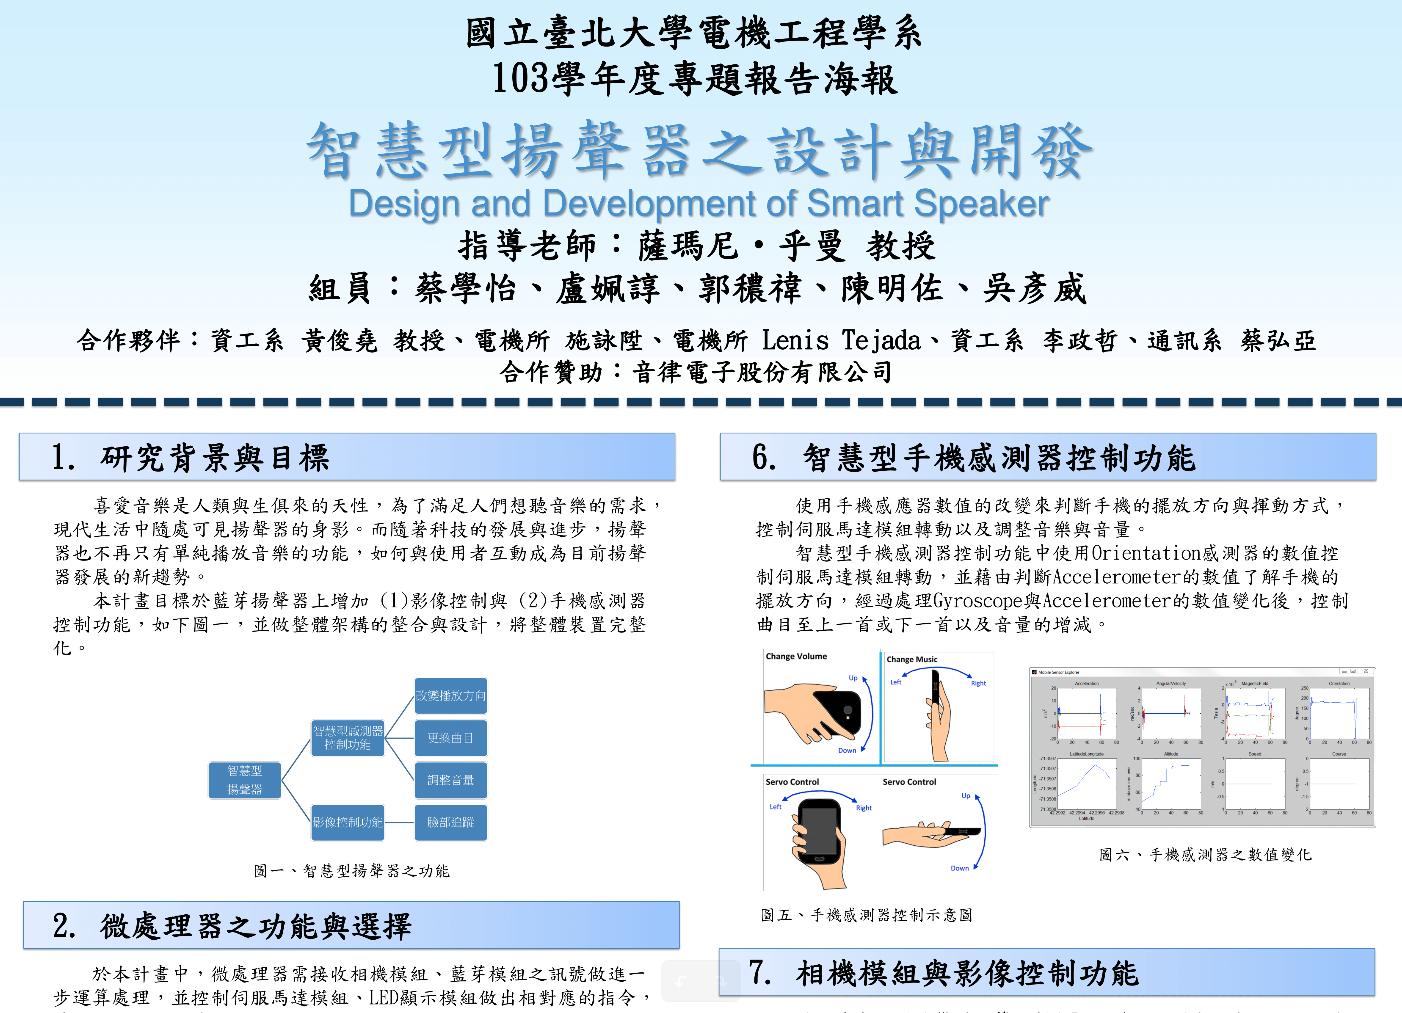 國立臺北大學電機工程學系
103學年度專題報告海報
智慧型揚聲器之設計與開發
Design and Development of Smart Speaker
指導老師：薩瑪尼·乎曼 教授
組員：蔡學怡、盧姵諄、郭穠禕、陳明佐、吳彥威
合作夥伴：資工系 黃俊堯 教授、電機所 施詠陞、電機所 Lenis Tejada、資工系 李政哲、通訊系 蔡弘亞
合作贊助：音律電子股份有限公司
1. 研究背景與目標
喜愛音樂是人類與生俱來的天性，為了滿足人們想聽音樂的需求，
現代生活中隨處可見揚聲器的身影。而隨著科技的發展與進步，揚聲
器也不再只有單純播放音樂的功能，如何與使用者互動成為目前揚聲
器發展的新趨勢。
本計畫目標於藍芽揚聲器上增加 (1)影像控制與 (2)手機感測器
控制功能，如下圖一，並做整體架構的整合與設計，將整體裝置完整
化。
智慧型
揚聲器
智慧型感測器
控制功能
影像控制功能
改變播放方向
更換曲目
調整音量
臉部追蹤
圖一、智慧型揚聲器之功能
2. 微處理器之功能與選擇
於本計畫中，微處理器需接收相機模組、藍芽模組之訊號做進一
步運算處理，並控制伺服馬達模組、LED顯示模組做出相對應的指令，
6. 智慧型手機感測器控制功能
使用手機感應器數值的改變來判斷手機的擺放方向與揮動方式，
控制伺服馬達模組轉動以及調整音樂與音量。
智慧型手機感測器控制功能中使用Orientation感測器的數值控
制伺服馬達模組轉動，並藉由判斷Accelerometer的數值了解手機的
擺放方向，經過處理Gyroscope與Accelerometer的數值變化後，控制
曲目至上一首或下一首以及音量的增減。
Change Volume
Up
Down
Change Music
Left
Right
Servo Control
Left
Right
Servo Control
Up
Down
圖五、手機感測器控制示意圖
Mobile Sensor Explorer
Acceleration
AngularVelocity
MagneticField
Orientation
LatitudeLongitude
Altitude
Speed
Course
Latitude
圖六、手機感測器之數值變化
7. 相機模組與影像控制功能